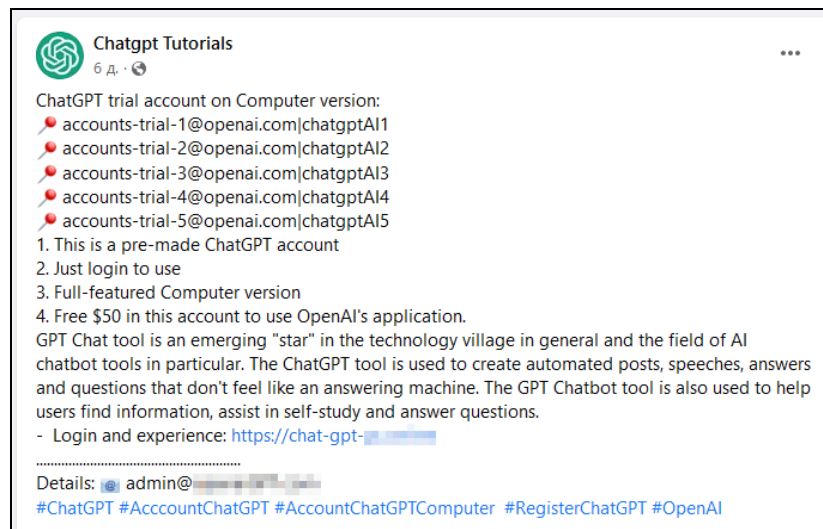 Chatgpt Tutorials
6 д.
ChatGPT trial account on Computer version:
accounts-trial-1@openai.com|chatgptAI1
accounts-trial-2@openai.com|chatgptAI2
accounts-trial-3@openai.com|chatgptAI3
accounts-trial-4@openai.com|chatgptAI4
accounts-trial-5@openai.com|chatgptAI5
1. This is a pre-made ChatGPT account
2. Just login to use
3. Full-featured Computer version
4. Free $50 in this account to use OpenAI's application.
GPT Chat tool is an emerging "star" in the technology village in general and the field of AI
chatbot tools in particular. The ChatGPT tool is used to create automated posts, speeches, answers
and questions that don't feel like an answering machine. The GPT Chatbot tool is also used to help
users find information, assist in self-study and answer questions.
- Login and experience: https://chat-gpt-
........................................................
Details: admin@
#ChatGPT #AcccountChatGPT #AccountChatGPTComputer #RegisterChatGPT #OpenAI